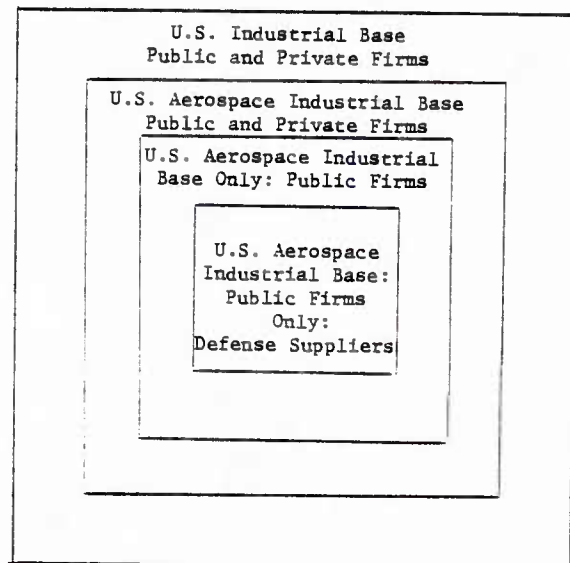 U.S. Industrial Base
Public and Private Firms
U.S. Aerospace Industrial Base
Public and Private Firms
U.S. Aerospace Industrial
Base Only: Public Firms
U.S. Aerospace
Industrial Base:
Public Firms
Only:
Defense Suppliers